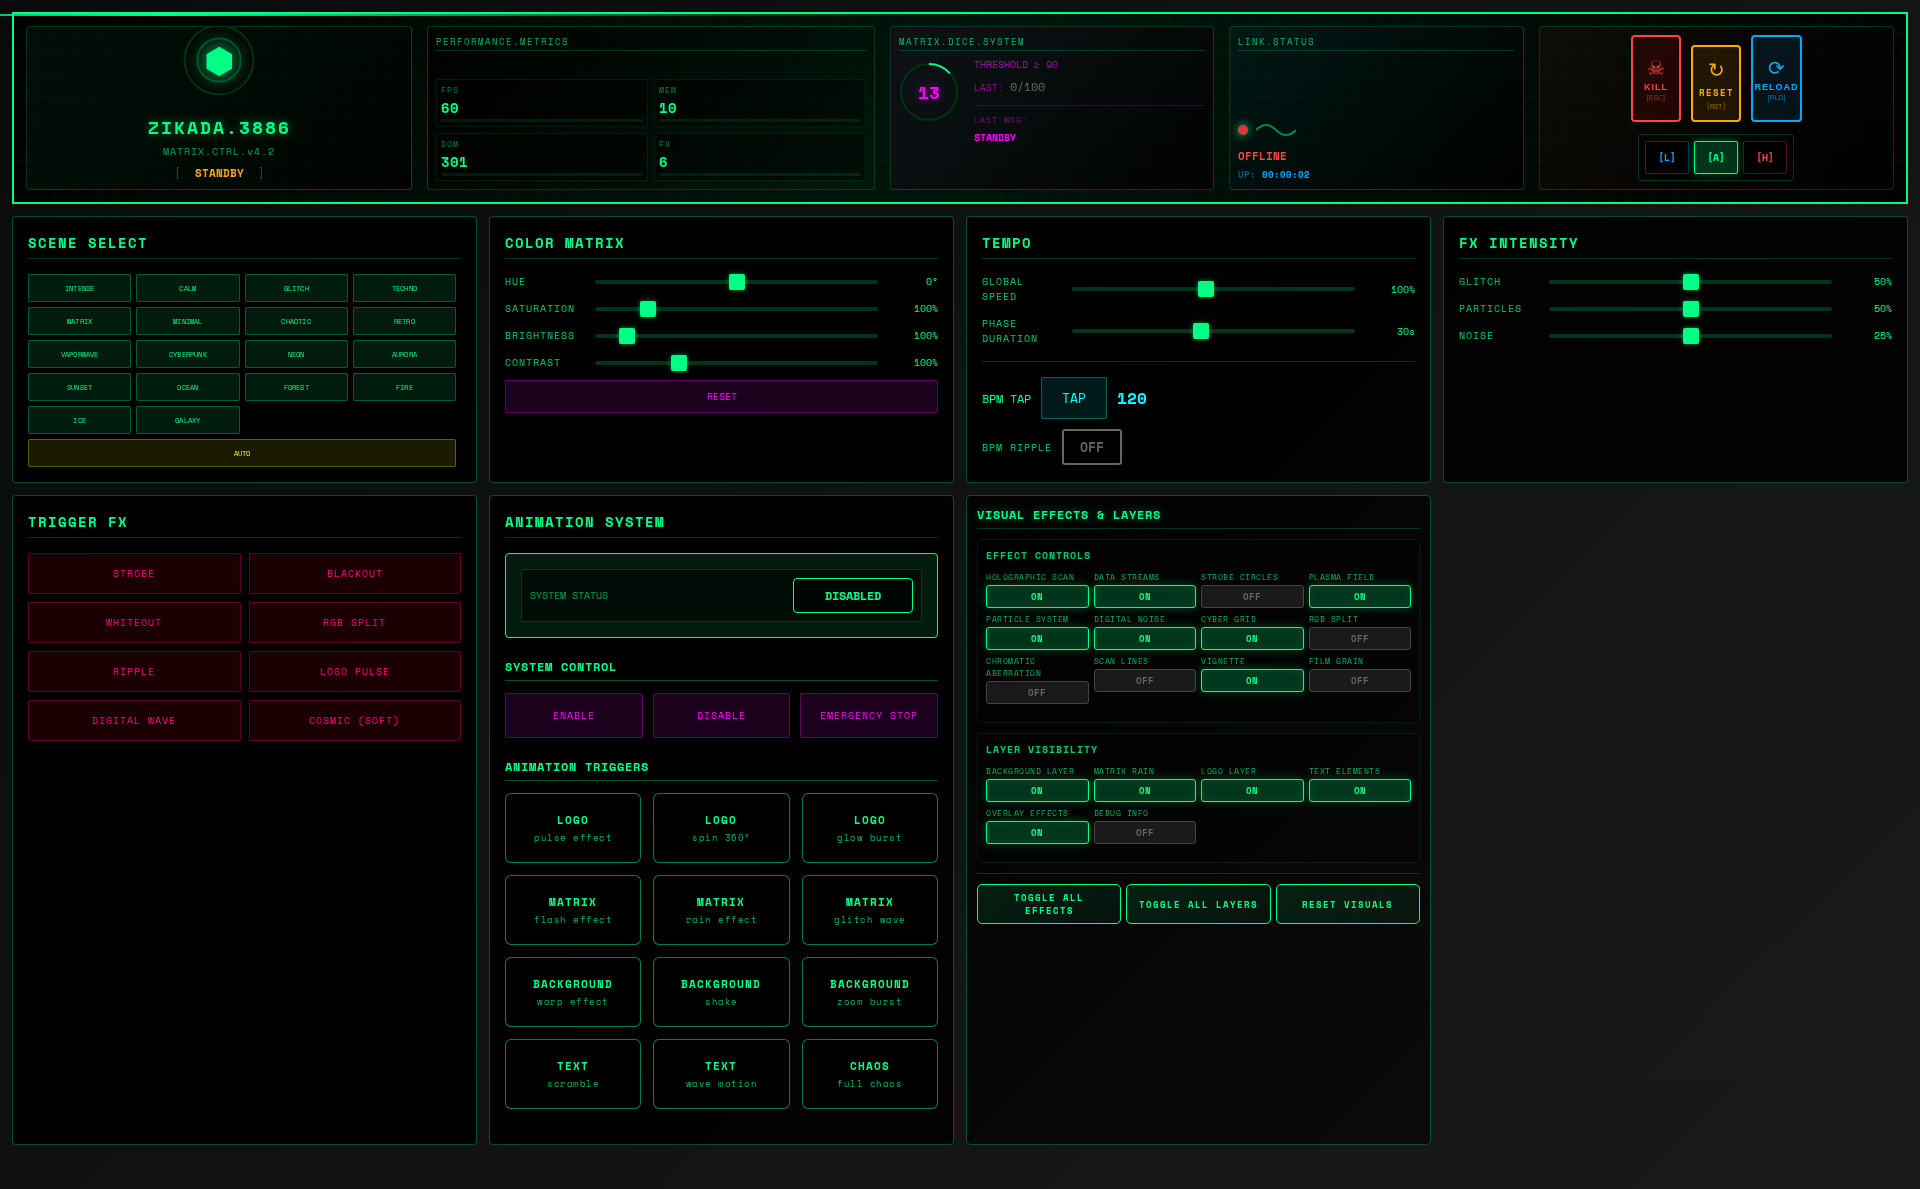 ZIKADA.3886
MATRIX.CTRL.v4.2
[ STANDBY ]
PERFORMANCE.METRICS
FPS
60
MEM
10
DOM
301
FX
6
MATRIX.DICE.SYSTEM
13
THRESHOLD ≥ 90
LAST: 0/100
LAST MSG:
STANDBY
LINK.STATUS
OFFLINE
UP: 00:00:02
KILL
[ESC]
RESET
[RST]
RELOAD
[RLD]
[L] [A] [H]
SCENE SELECT
INTENSE CALM GLITCH TECHNO
MATRIX MINIMAL CHAOTIC RETRO
VAPORWAVE CYBERPUNK NEON AURORA
SUNSET OCEAN FOREST FIRE
ICE GALAXY
AUTO
COLOR MATRIX
HUE 0°
SATURATION 100%
BRIGHTNESS 100%
CONTRAST 100%
RESET
TEMPO
GLOBAL
SPEED 100%
PHASE
DURATION 30s
BPM TAP TAP 120
BPM RIPPLE OFF
FX INTENSITY
GLITCH 50%
PARTICLES 50%
NOISE 25%
TRIGGER FX
STROBE BLACKOUT
WHITEOUT RGB SPLIT
RIPPLE LOGO PULSE
DIGITAL WAVE COSMIC (SOFT)
ANIMATION SYSTEM
SYSTEM STATUS DISABLED
SYSTEM CONTROL
ENABLE DISABLE EMERGENCY STOP
ANIMATION TRIGGERS
LOGO LOGO LOGO
pulse effect spin 360° glow burst
MATRIX MATRIX MATRIX
flash effect rain effect glitch wave
BACKGROUND BACKGROUND BACKGROUND
warp effect shake zoom burst
TEXT TEXT CHAOS
scramble wave motion full chaos
VISUAL EFFECTS & LAYERS
EFFECT CONTROLS
HOLOGRAPHIC SCAN DATA STREAMS STROBE CIRCLES PLASMA FIELD
ON ON OFF ON
PARTICLE SYSTEM DIGITAL NOISE CYBER GRID RGB SPLIT
ON ON ON OFF
CHROMATIC
ABERRATION SCAN LINES VIGNETTE FILM GRAIN
OFF OFF ON OFF
LAYER VISIBILITY
BACKGROUND LAYER MATRIX RAIN LOGO LAYER TEXT ELEMENTS
ON ON ON ON
OVERLAY EFFECTS DEBUG INFO
ON OFF
TOGGLE ALL
EFFECTS
TOGGLE ALL LAYERS
RESET VISUALS